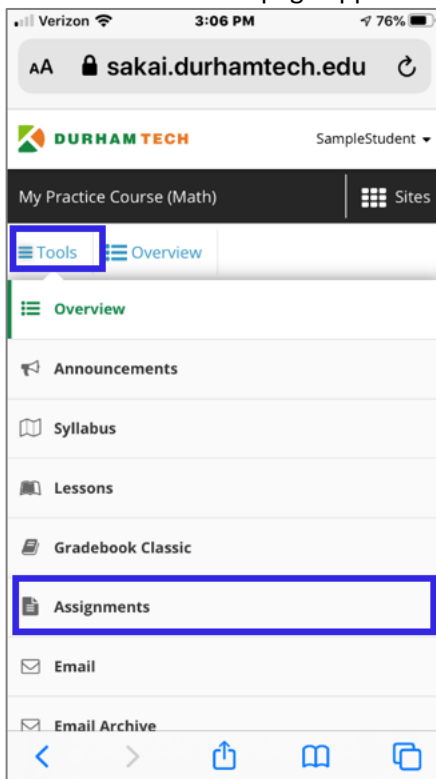 Verizon 3:06 PM 76%
AA sakai.durhamtech.edu
DURHAM TECH SampleStudent
My Practice Course (Math) Sites
Tools Overview
Overview
Announcements
Syllabus
Lessons
Gradebook Classic
Assignments
Email
Email Archive